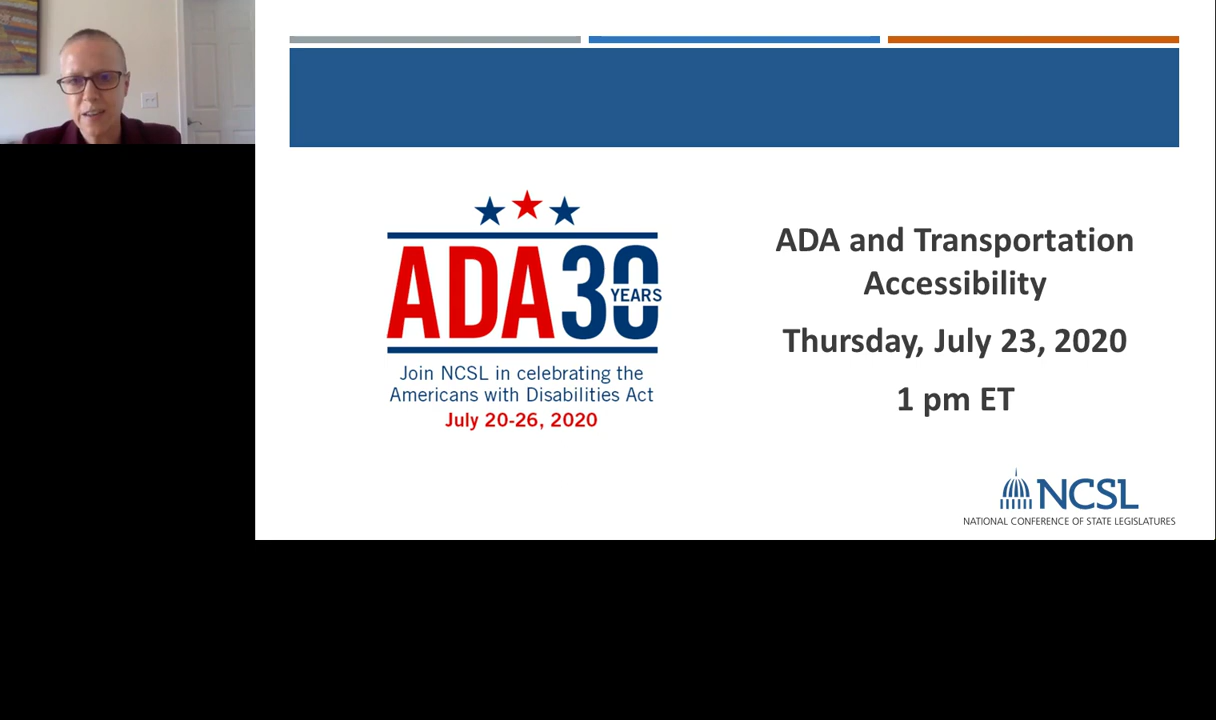 ADA30
YEARS
Join NCSL in celebrating the
Americans with Disabilities Act
July 20-26, 2020
ADA and Transportation
Accessibility
Thursday, July 23, 2020
1 pm ET
NCSL
NATIONAL CONFERENCE OF STATE LEGISLATURES